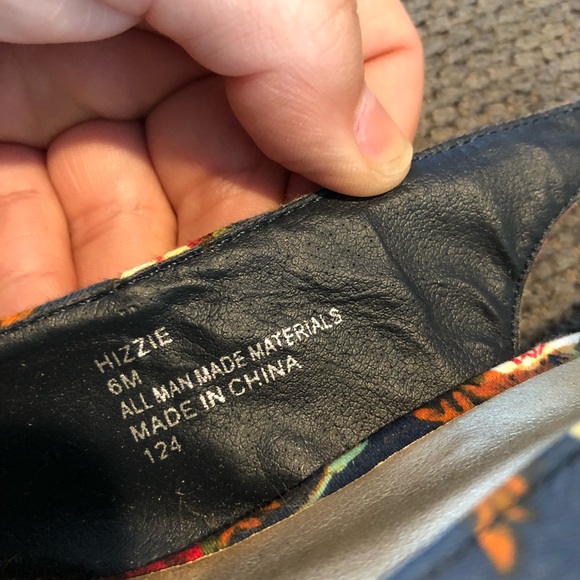 HIZZIE
6M
ALL MAN MADE MATERIALS
MADE IN CHINA
124